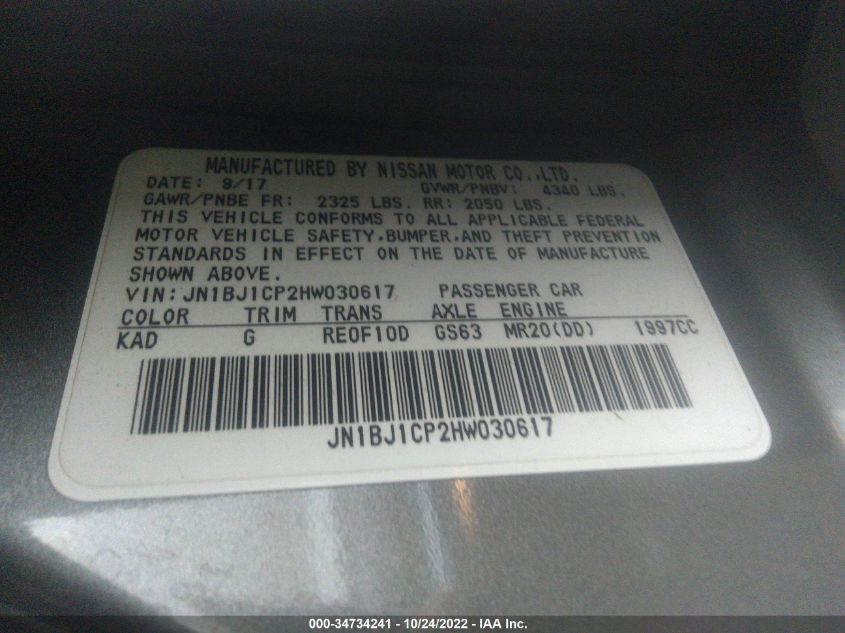 MANUFACTURED BY NISSAN MOTOR CO.,LTD.
DATE: 9/17 GVWR/PNBV: 4340 LBS.
GAWR/PNBE FR: 2325 LBS. RR: 2050 LBS.
THIS VEHICLE CONFORMS TO ALL APPLICABLE FEDERAL
MOTOR VEHICLE SAFETY,BUMPER,AND THEFT PREVENTION
STANDARDS IN EFFECT ON THE DATE OF MANUFACTURE
SHOWN ABOVE.
VIN: JN1BJ1CP2HW030617 PASSENGER CAR
COLOR TRIM TRANS AXLE ENGINE
KAD G RE0F10D GS63 MR20(DD) 1997CC
JN1BJ1CP2HW030617
000-34734241 - 10/24/2022 - IAA Inc.